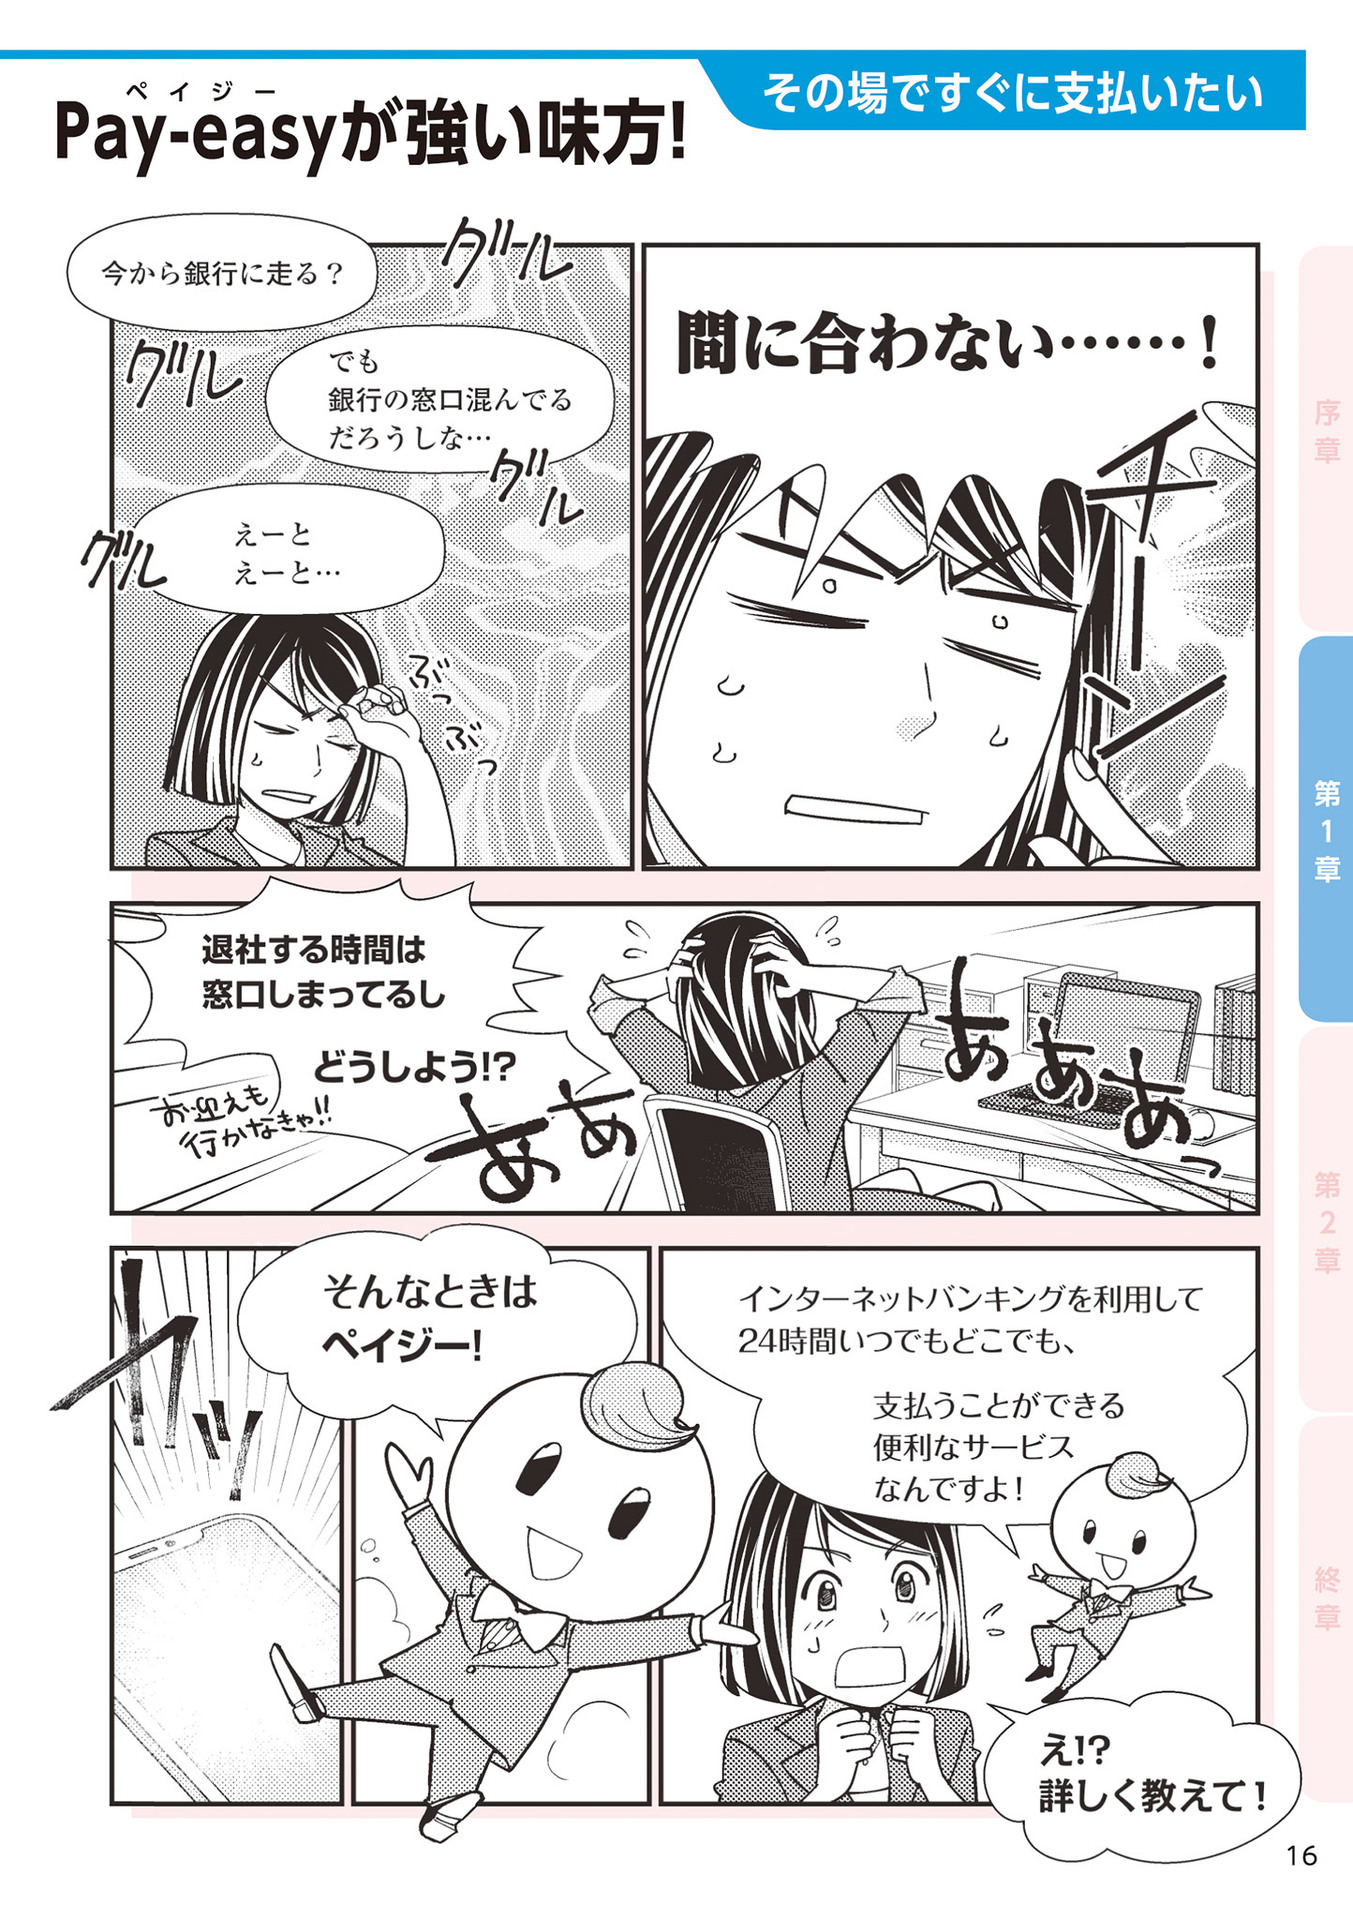 その場ですぐに支払いたい
ペイジー
Pay-easyが強い味方!
今から銀行に走る?
グル
でも
銀行の窓口混んでる
だろうしな…
グル
グル
えーと
えーと…
グル
ぶっ
ぶっ
間に合わない……!
チーン
退社する時間は
窓口しまってるし
どうしよう!?
お迎えも
行かなきゃ!!
ああ
あああっ
そんなときは
ペイジー!
インターネットバンキングを利用して
24時間いつでもどこでも、
支払うことができる
便利なサービス
なんですよ!
え!?
詳しく教えて!
序章
第1章
第2章
終章
16